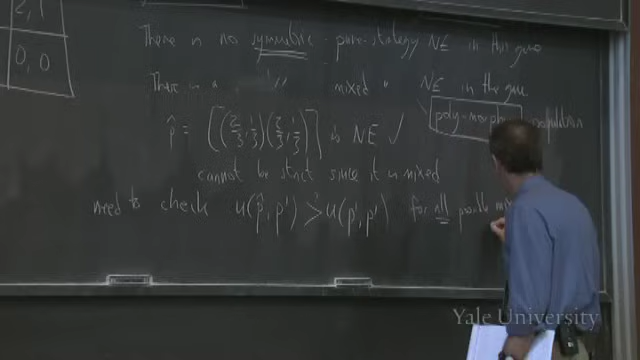 2, 1
0, 0
There is no symmetric pure-strategy NE in this game
There is a " mixed " NE in the game
poly-morphic population
p̂ = [(2/3, 1/3)(2/3, 1/3)] is NE ✓
cannot be strict since it is mixed
need to check u(p̂, p') >? u(p', p') for all possible mix
Yale University